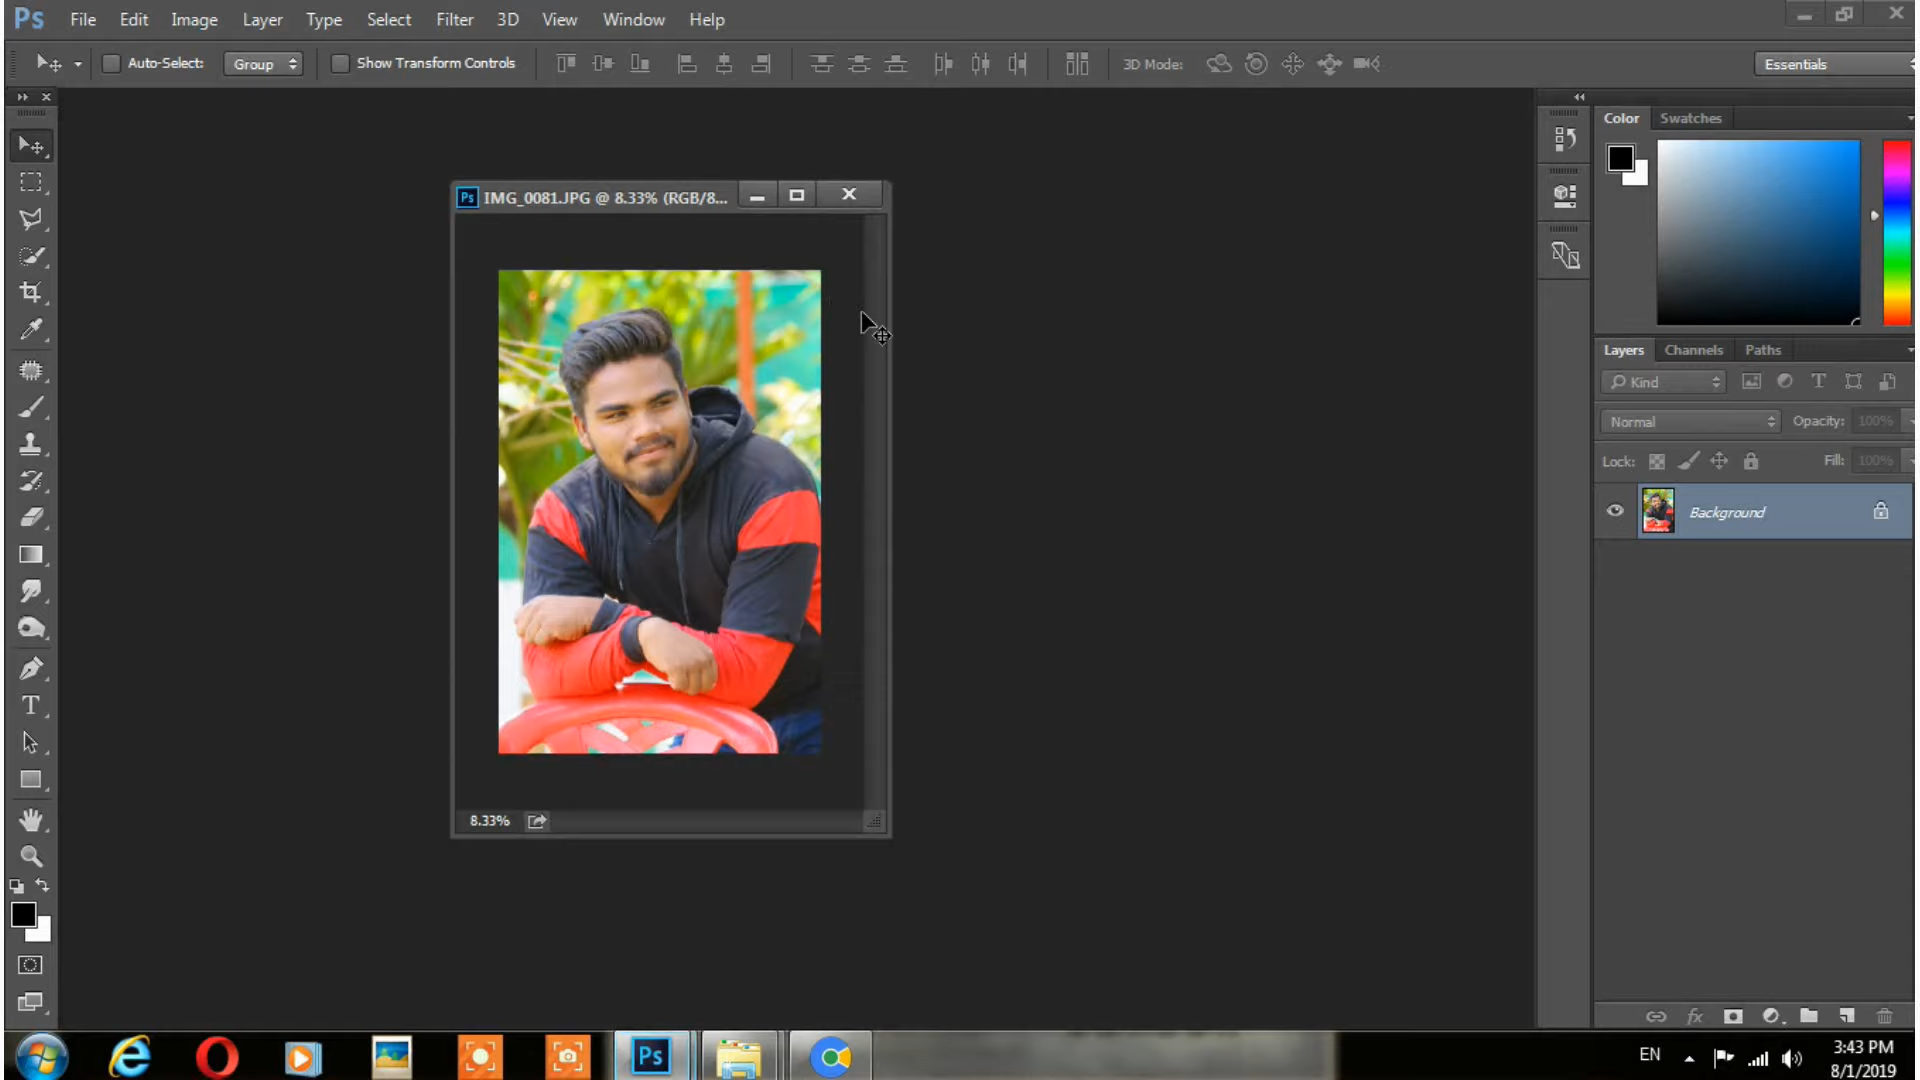 Ps File Edit Image Layer Type Select Filter 3D View Window Help
Auto-Select: Group Show Transform Controls 3D Mode: Essentials
Color Swatches
Ps IMG_0081.JPG @ 8.33% (RGB/8...
Layers Channels Paths
Kind T
Normal Opacity: 100%
Lock: Fill: 100%
Background
T
8.33%
fx
Ps EN 3:43 PM
8/1/2019